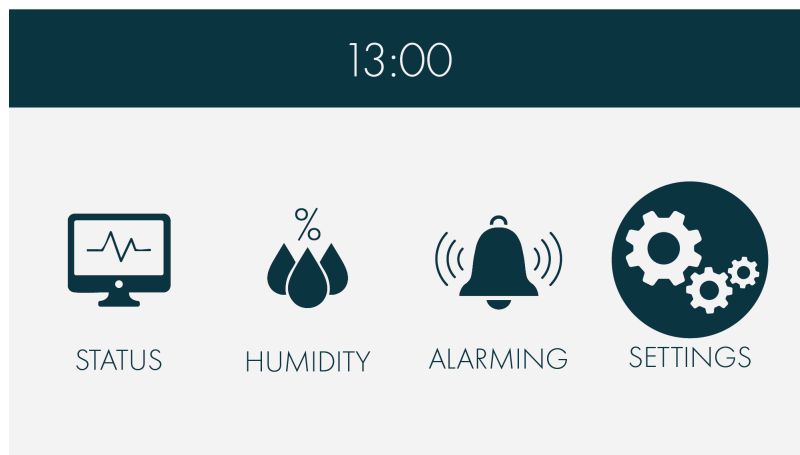 13:00
%
STATUS
HUMIDITY
ALARMING
SETTINGS